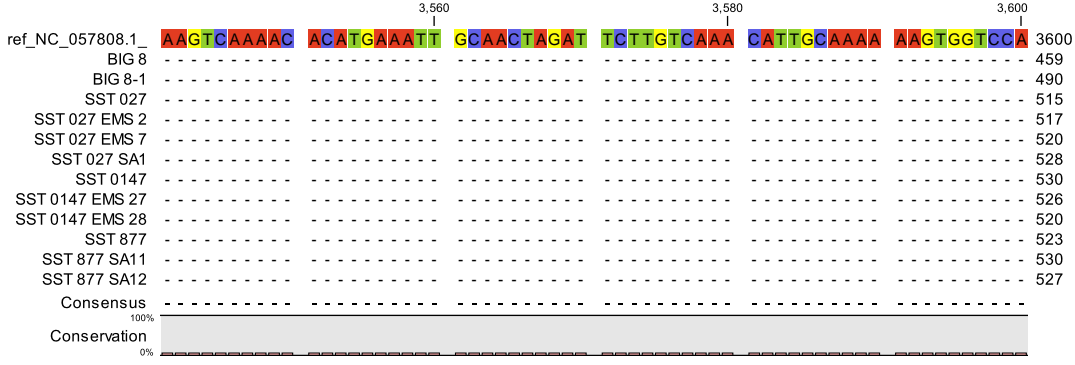 3,560 3,580 3,600
ref_NC_057808.1_ AAGTCAAAAC ACATGAAATT GCAACTAGAT TCTTGTCAAA CATTGCAAAA AAGTGGTCCA 3600
BIG 8 - - - - - - - - - - - - - - - - - - - - - - - - - - - - - - - - - - - - - - - - - - - - - - - - - - - - - - - - - - - - 459
BIG 8-1 - - - - - - - - - - - - - - - - - - - - - - - - - - - - - - - - - - - - - - - - - - - - - - - - - - - - - - - - - - - - 490
SST 027 - - - - - - - - - - - - - - - - - - - - - - - - - - - - - - - - - - - - - - - - - - - - - - - - - - - - - - - - - - - - 515
SST 027 EMS 2 - - - - - - - - - - - - - - - - - - - - - - - - - - - - - - - - - - - - - - - - - - - - - - - - - - - - - - - - - - - - 517
SST 027 EMS 7 - - - - - - - - - - - - - - - - - - - - - - - - - - - - - - - - - - - - - - - - - - - - - - - - - - - - - - - - - - - - 520
SST 027 SA1 - - - - - - - - - - - - - - - - - - - - - - - - - - - - - - - - - - - - - - - - - - - - - - - - - - - - - - - - - - - - 528
SST 0147 - - - - - - - - - - - - - - - - - - - - - - - - - - - - - - - - - - - - - - - - - - - - - - - - - - - - - - - - - - - - 530
SST 0147 EMS 27 - - - - - - - - - - - - - - - - - - - - - - - - - - - - - - - - - - - - - - - - - - - - - - - - - - - - - - - - - - - - 526
SST 0147 EMS 28 - - - - - - - - - - - - - - - - - - - - - - - - - - - - - - - - - - - - - - - - - - - - - - - - - - - - - - - - - - - - 520
SST 877 - - - - - - - - - - - - - - - - - - - - - - - - - - - - - - - - - - - - - - - - - - - - - - - - - - - - - - - - - - - - 523
SST 877 SA11 - - - - - - - - - - - - - - - - - - - - - - - - - - - - - - - - - - - - - - - - - - - - - - - - - - - - - - - - - - - - 530
SST 877 SA12 - - - - - - - - - - - - - - - - - - - - - - - - - - - - - - - - - - - - - - - - - - - - - - - - - - - - - - - - - - - - 527
Consensus - - - - - - - - - - - - - - - - - - - - - - - - - - - - - - - - - - - - - - - - - - - - - - - - - - - - - - - - - - - -
100%
Conservation
0%